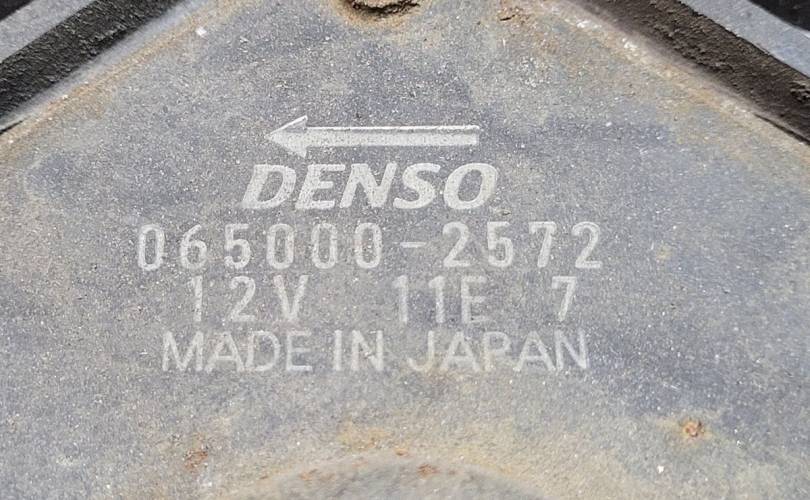 DENSO
065000-2572
12V 11E 7
MADE IN JAPAN